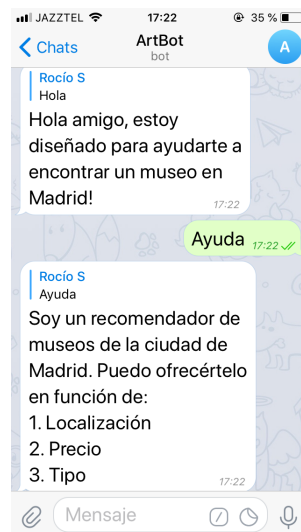 JAZZTEL 17:22 35 %
Chats ArtBot A
bot
Rocío S
Hola
Hola amigo, estoy
diseñado para ayudarte a
encontrar un museo en
Madrid!
17:22
Ayuda 17:22
Rocío S
Ayuda
Soy un recomendador de
museos de la ciudad de
Madrid. Puedo ofrecértelo
en función de:
1. Localización
2. Precio
3. Tipo
17:22
Mensaje